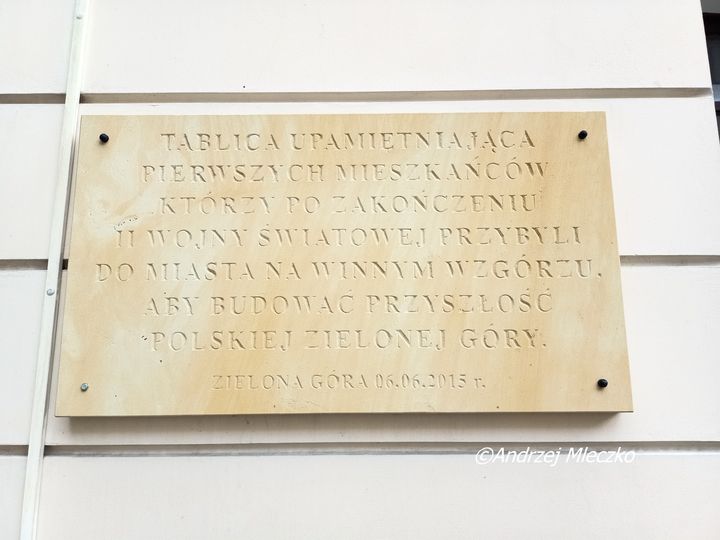 TABLICA UPAMIĘTNIAJĄCA
PIERWSZYCH MIESZKAŃCÓW,
KTÓRZY PO ZAKOŃCZENIU
II WOJNY ŚWIATOWEJ PRZYBYLI
DO MIASTA NA WINNYM WZGÓRZU,
ABY BUDOWAĆ PRZYSZŁOŚĆ
POLSKIEJ ZIELONEJ GÓRY.
ZIELONA GÓRA 06.06.2015 r.
©Andrzej Mleczko